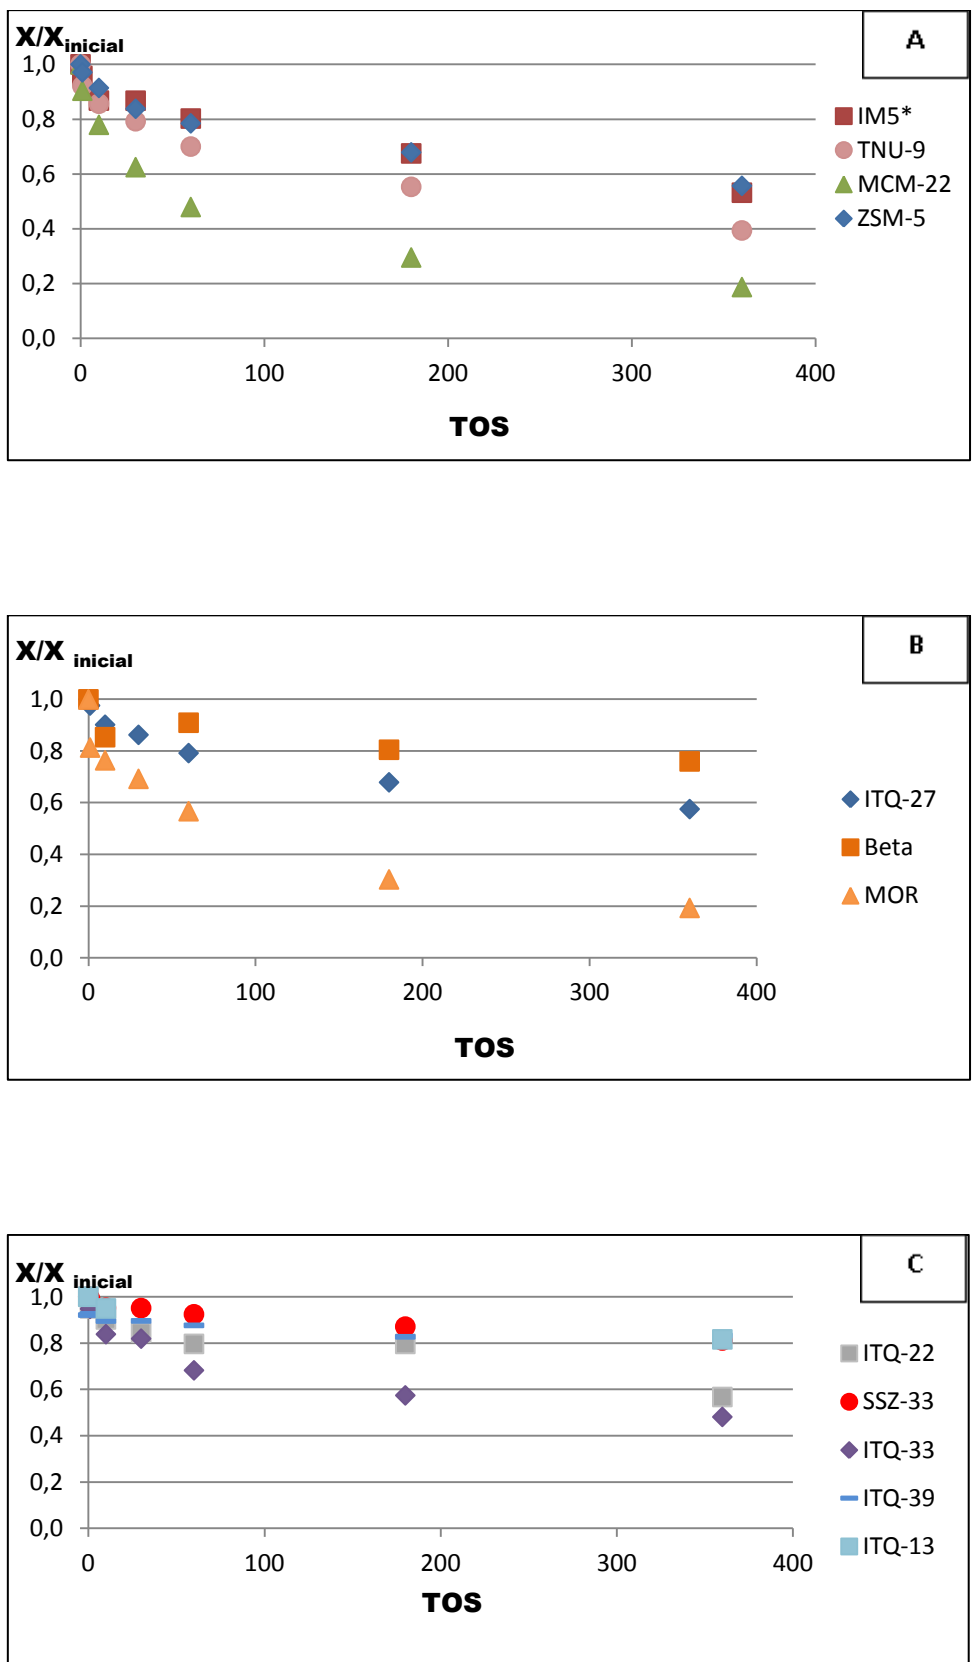 X/Xinicial
A
1,0
0,8
0,6
0,4
0,2
0,0
0 100 200 300 400
TOS
IM5*
TNU-9
MCM-22
ZSM-5
X/X inicial
B
1,0
0,8
0,6
0,4
0,2
0,0
0 100 200 300 400
TOS
ITQ-27
Beta
MOR
X/X inicial
C
1,0
0,8
0,6
0,4
0,2
0,0
0 100 200 300 400
TOS
ITQ-22
SSZ-33
ITQ-33
ITQ-39
ITQ-13